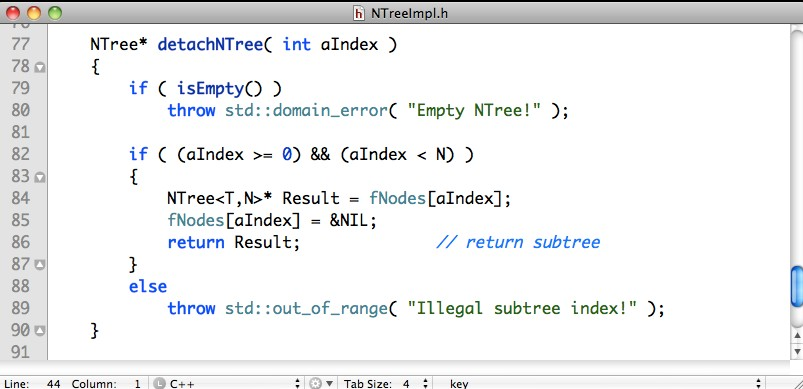 NTreeImpl.h
77 NTree* detachNTree( int aIndex )
78 {
79 if ( isEmpty() )
80 throw std::domain_error( "Empty NTree!" );
81
82 if ( (aIndex >= 0) && (aIndex < N) )
83 {
84 NTree<T,N>* Result = fNodes[aIndex];
85 fNodes[aIndex] = &NIL;
86 return Result; // return subtree
87 }
88 else
89 throw std::out_of_range( "Illegal subtree index!" );
90 }
91
Line: 44 Column: 1 L C++ Tab Size: 4 key